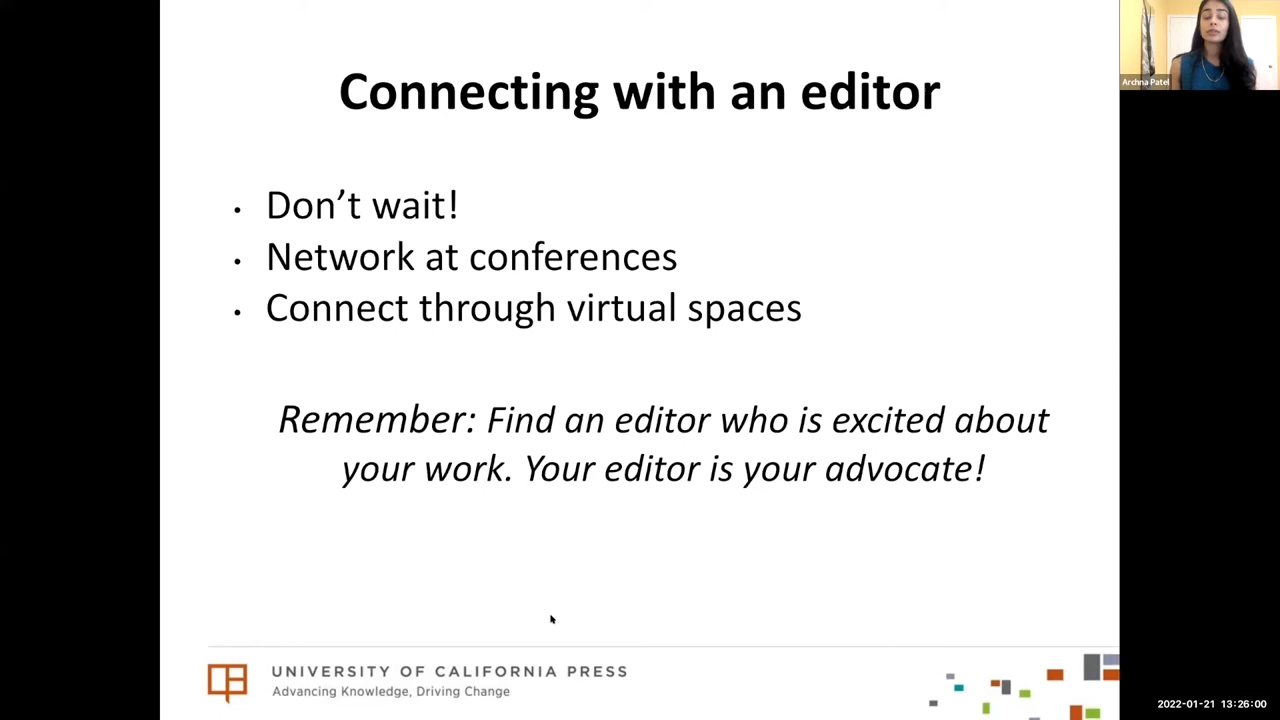 Connecting with an editor
Archna Patel
• Don’t wait!
• Network at conferences
• Connect through virtual spaces
Remember: Find an editor who is excited about
your work. Your editor is your advocate!
UNIVERSITY OF CALIFORNIA PRESS
Advancing Knowledge, Driving Change
2022-01-21 13:26:00